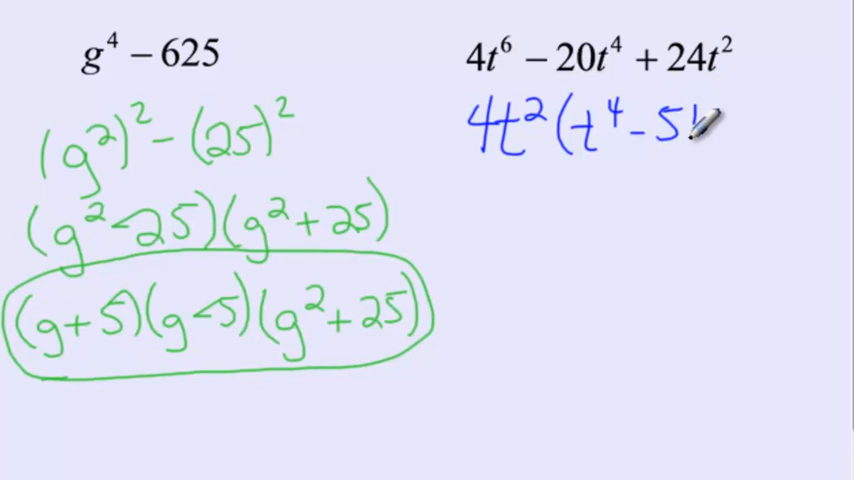 g⁴ − 625
(g²)² − (25)²
(g² − 25)(g² + 25)
(g + 5)(g − 5)(g² + 25)
4t⁶ − 20t⁴ + 24t²
4t²(t⁴ − 5